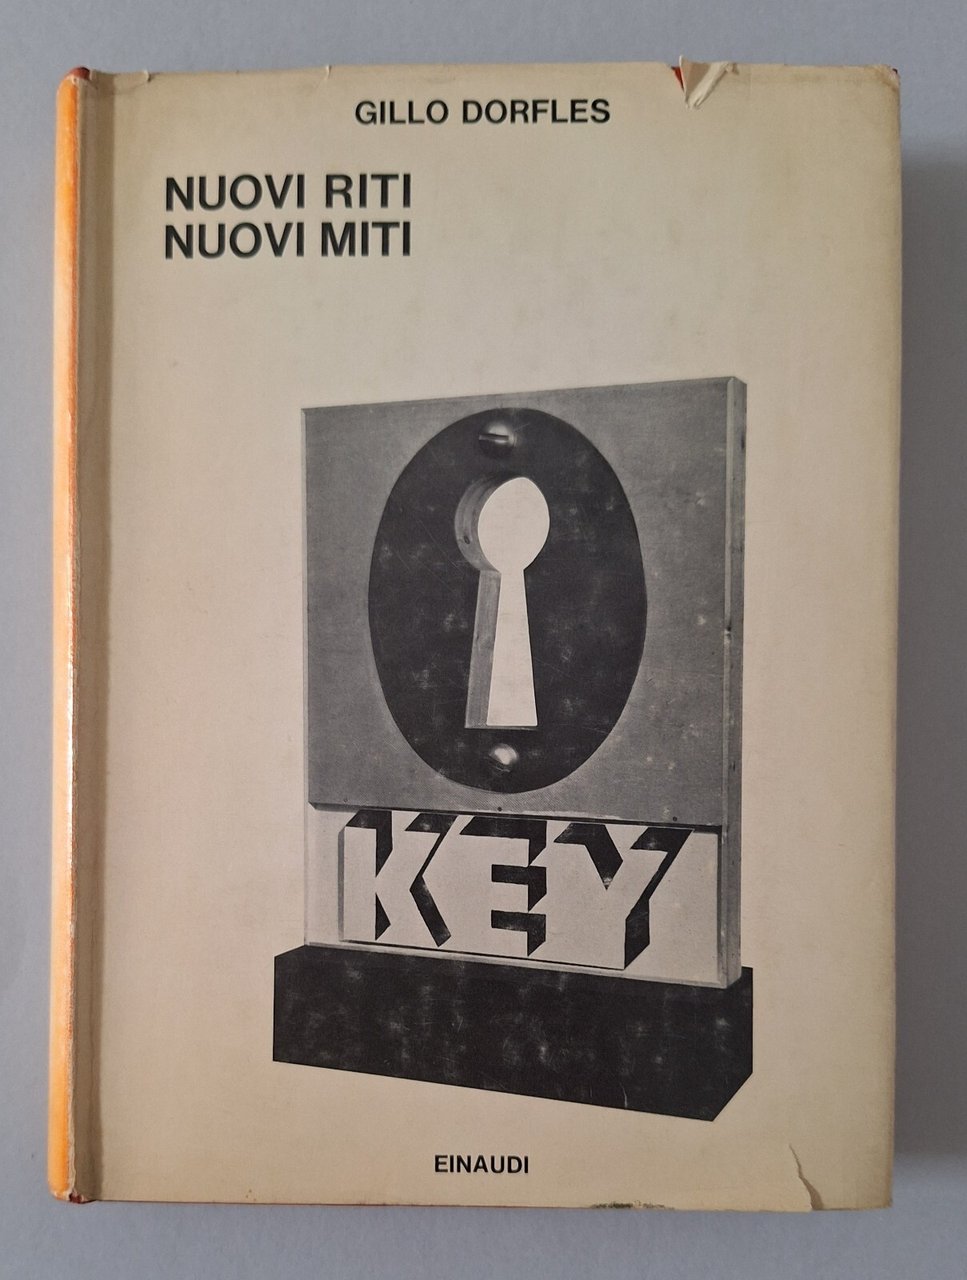 GILLO DORFLES
NUOVI RITI
NUOVI MITI
KEY
EINAUDI